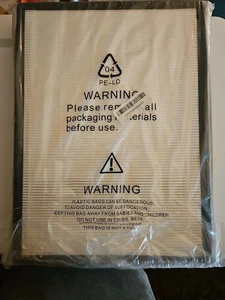 04
PE-LD
WARNING
Please remove all
packaging materials
before use.
WARNING
PLASTIC BAGS CAN BE DANGEROUS.
TO AVOID DANGER OF SUFFOCATION,
KEEP THIS BAG AWAY FROM BABIES AND CHILDREN.
DO NOT USE IN CRIBS, BEDS,
THIS BAG IS NOT A TOY.